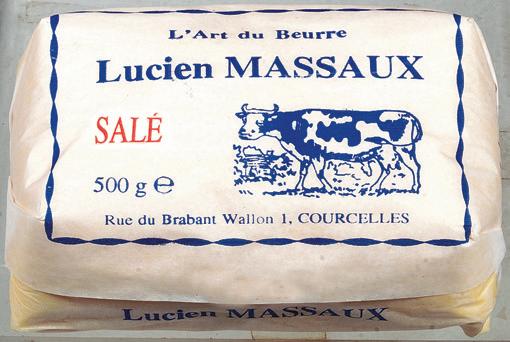 L'Art du Beurre
Lucien MASSAUX
SALÉ
500 g ℮
Rue du Brabant Wallon 1, COURCELLES
Lucien MASSAUX